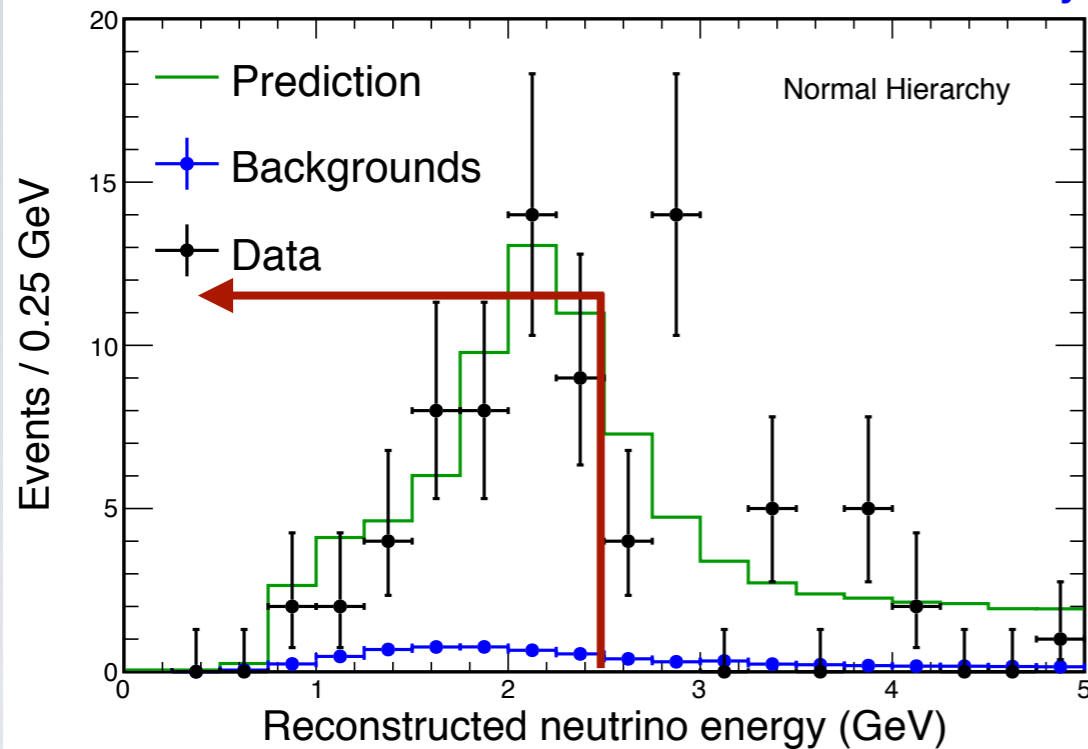 20
Prediction
Normal Hierarchy
Backgrounds
15
Data
10
5
0
Events / 0.25 GeV
0 1 2 3 4 5
Reconstructed neutrino energy (GeV)